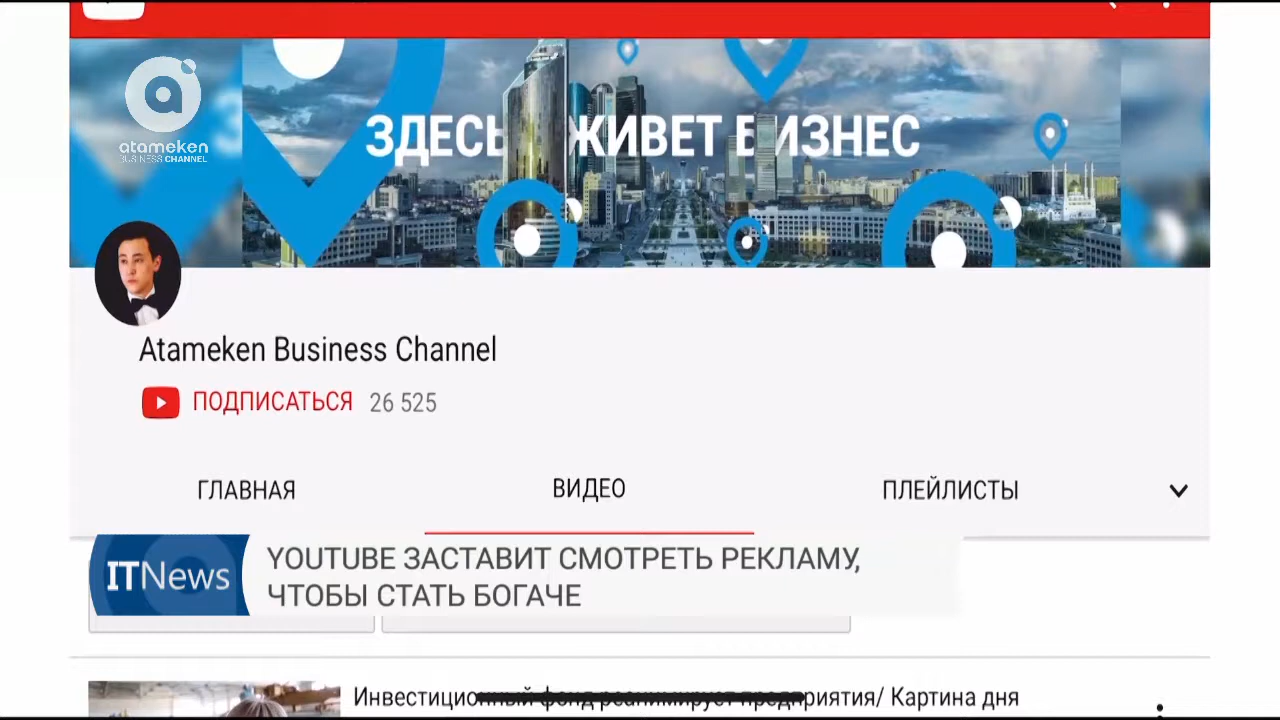 ЗДЕСЬ ЖИВЕТ БИЗНЕС
atameken
BUSINESS CHANNEL
Atameken Business Channel
ПОДПИСАТЬСЯ 26 525
ГЛАВНАЯ ВИДЕО ПЛЕЙЛИСТЫ
ITNews
YOUTUBE ЗАСТАВИТ СМОТРЕТЬ РЕКЛАМУ,
ЧТОБЫ СТАТЬ БОГАЧЕ
Инвестиционный фонд реанимирует предприятия/ Картина дня